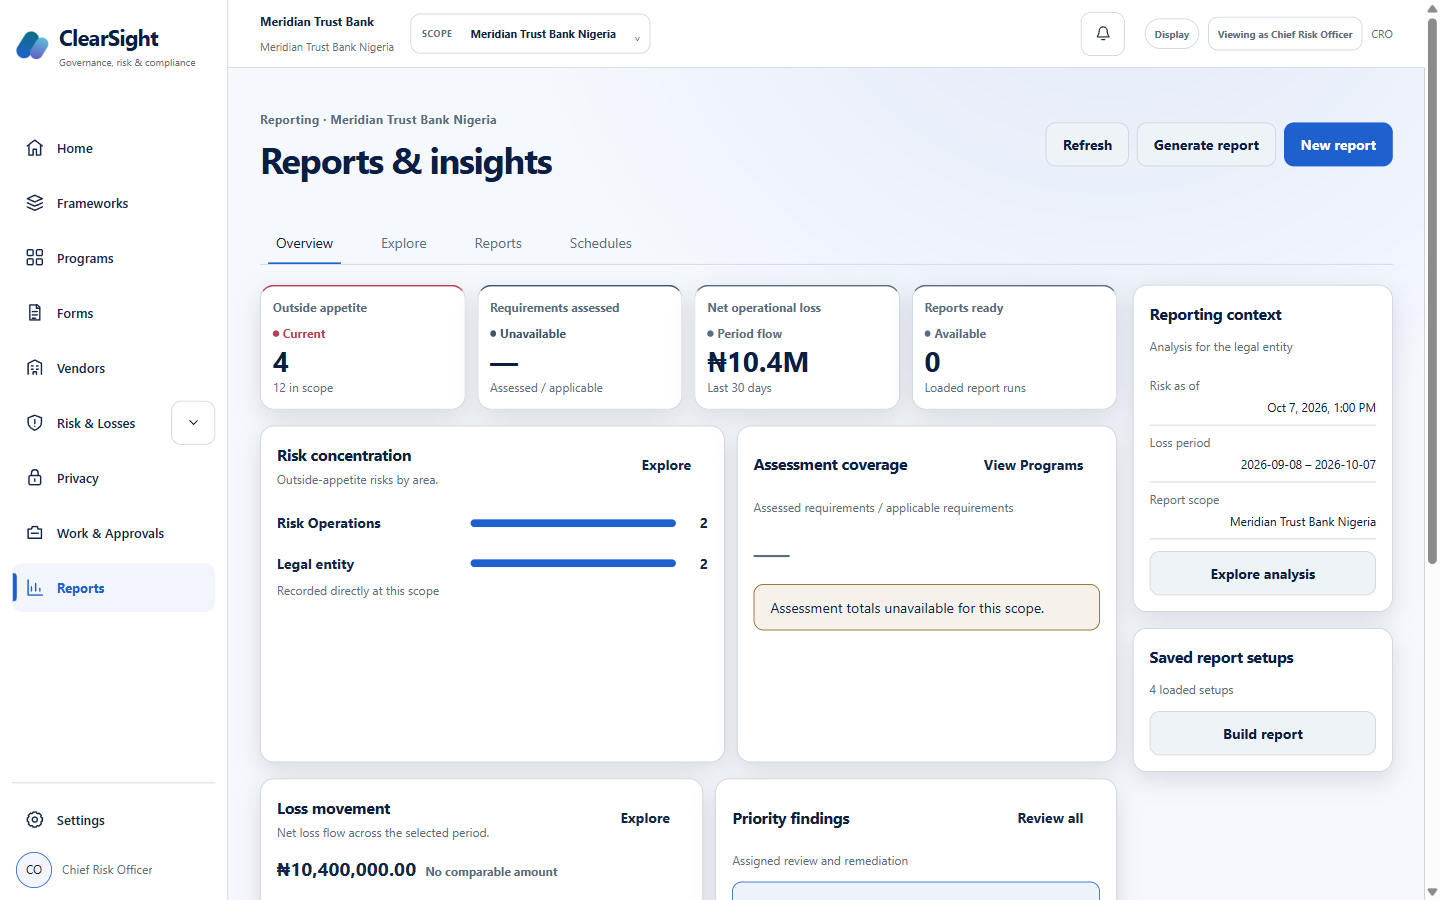 ClearSight
Governance, risk & compliance
Home
Frameworks
Programs
Forms
Vendors
Risk & Losses
Privacy
Work & Approvals
Reports
Settings
CO
Chief Risk Officer
Meridian Trust Bank
Meridian Trust Bank Nigeria
SCOPE
Meridian Trust Bank Nigeria
Display
Viewing as Chief Risk Officer
CRO
Reporting · Meridian Trust Bank Nigeria
Reports & insights
Refresh
Generate report
New report
Overview
Explore
Reports
Schedules
Outside appetite
Current
4
12 in scope
Requirements assessed
Unavailable
—
Assessed / applicable
Net operational loss
Period flow
₦10.4M
Last 30 days
Reports ready
Available
0
Loaded report runs
Risk concentration
Outside-appetite risks by area.
Explore
Risk Operations
2
Legal entity
2
Recorded directly at this scope
Assessment coverage
View Programs
Assessed requirements / applicable requirements
—
Assessment totals unavailable for this scope.
Loss movement
Net loss flow across the selected period.
Explore
₦10,400,000.00 No comparable amount
Priority findings
Review all
Assigned review and remediation
Reporting context
Analysis for the legal entity
Risk as of
Oct 7, 2026, 1:00 PM
Loss period
2026-09-08 – 2026-10-07
Report scope
Meridian Trust Bank Nigeria
Explore analysis
Saved report setups
4 loaded setups
Build report